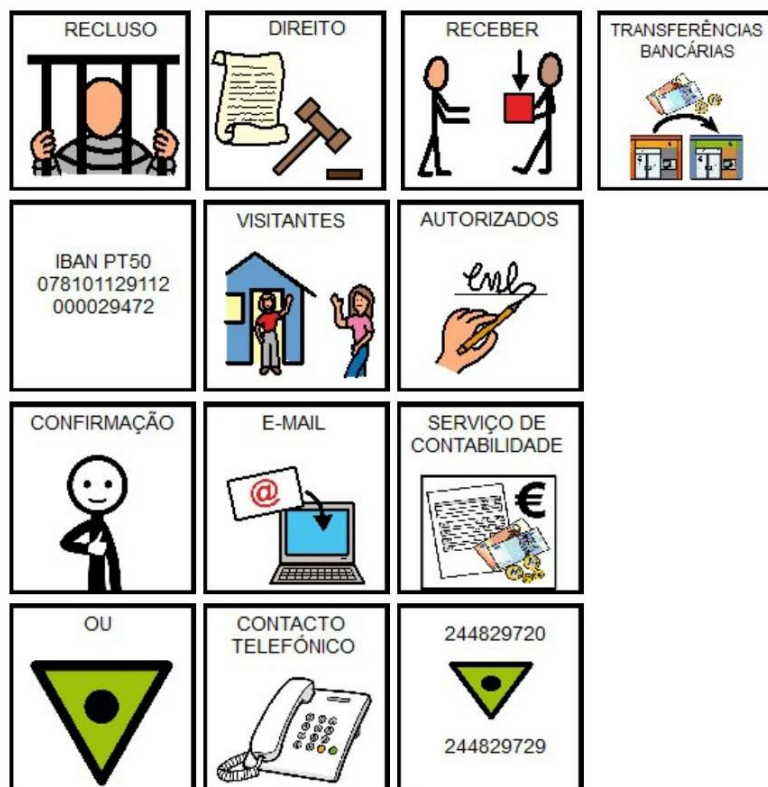 RECLUSO
DIREITO
RECEBER
TRANSFERÊNCIAS
BANCÁRIAS
IBAN PT50
078101129112
000029472
VISITANTES
AUTORIZADOS
CONFIRMAÇÃO
E-MAIL
@
SERVIÇO DE
CONTABILIDADE
€
OU
CONTACTO
TELEFÓNICO
244829720
244829729